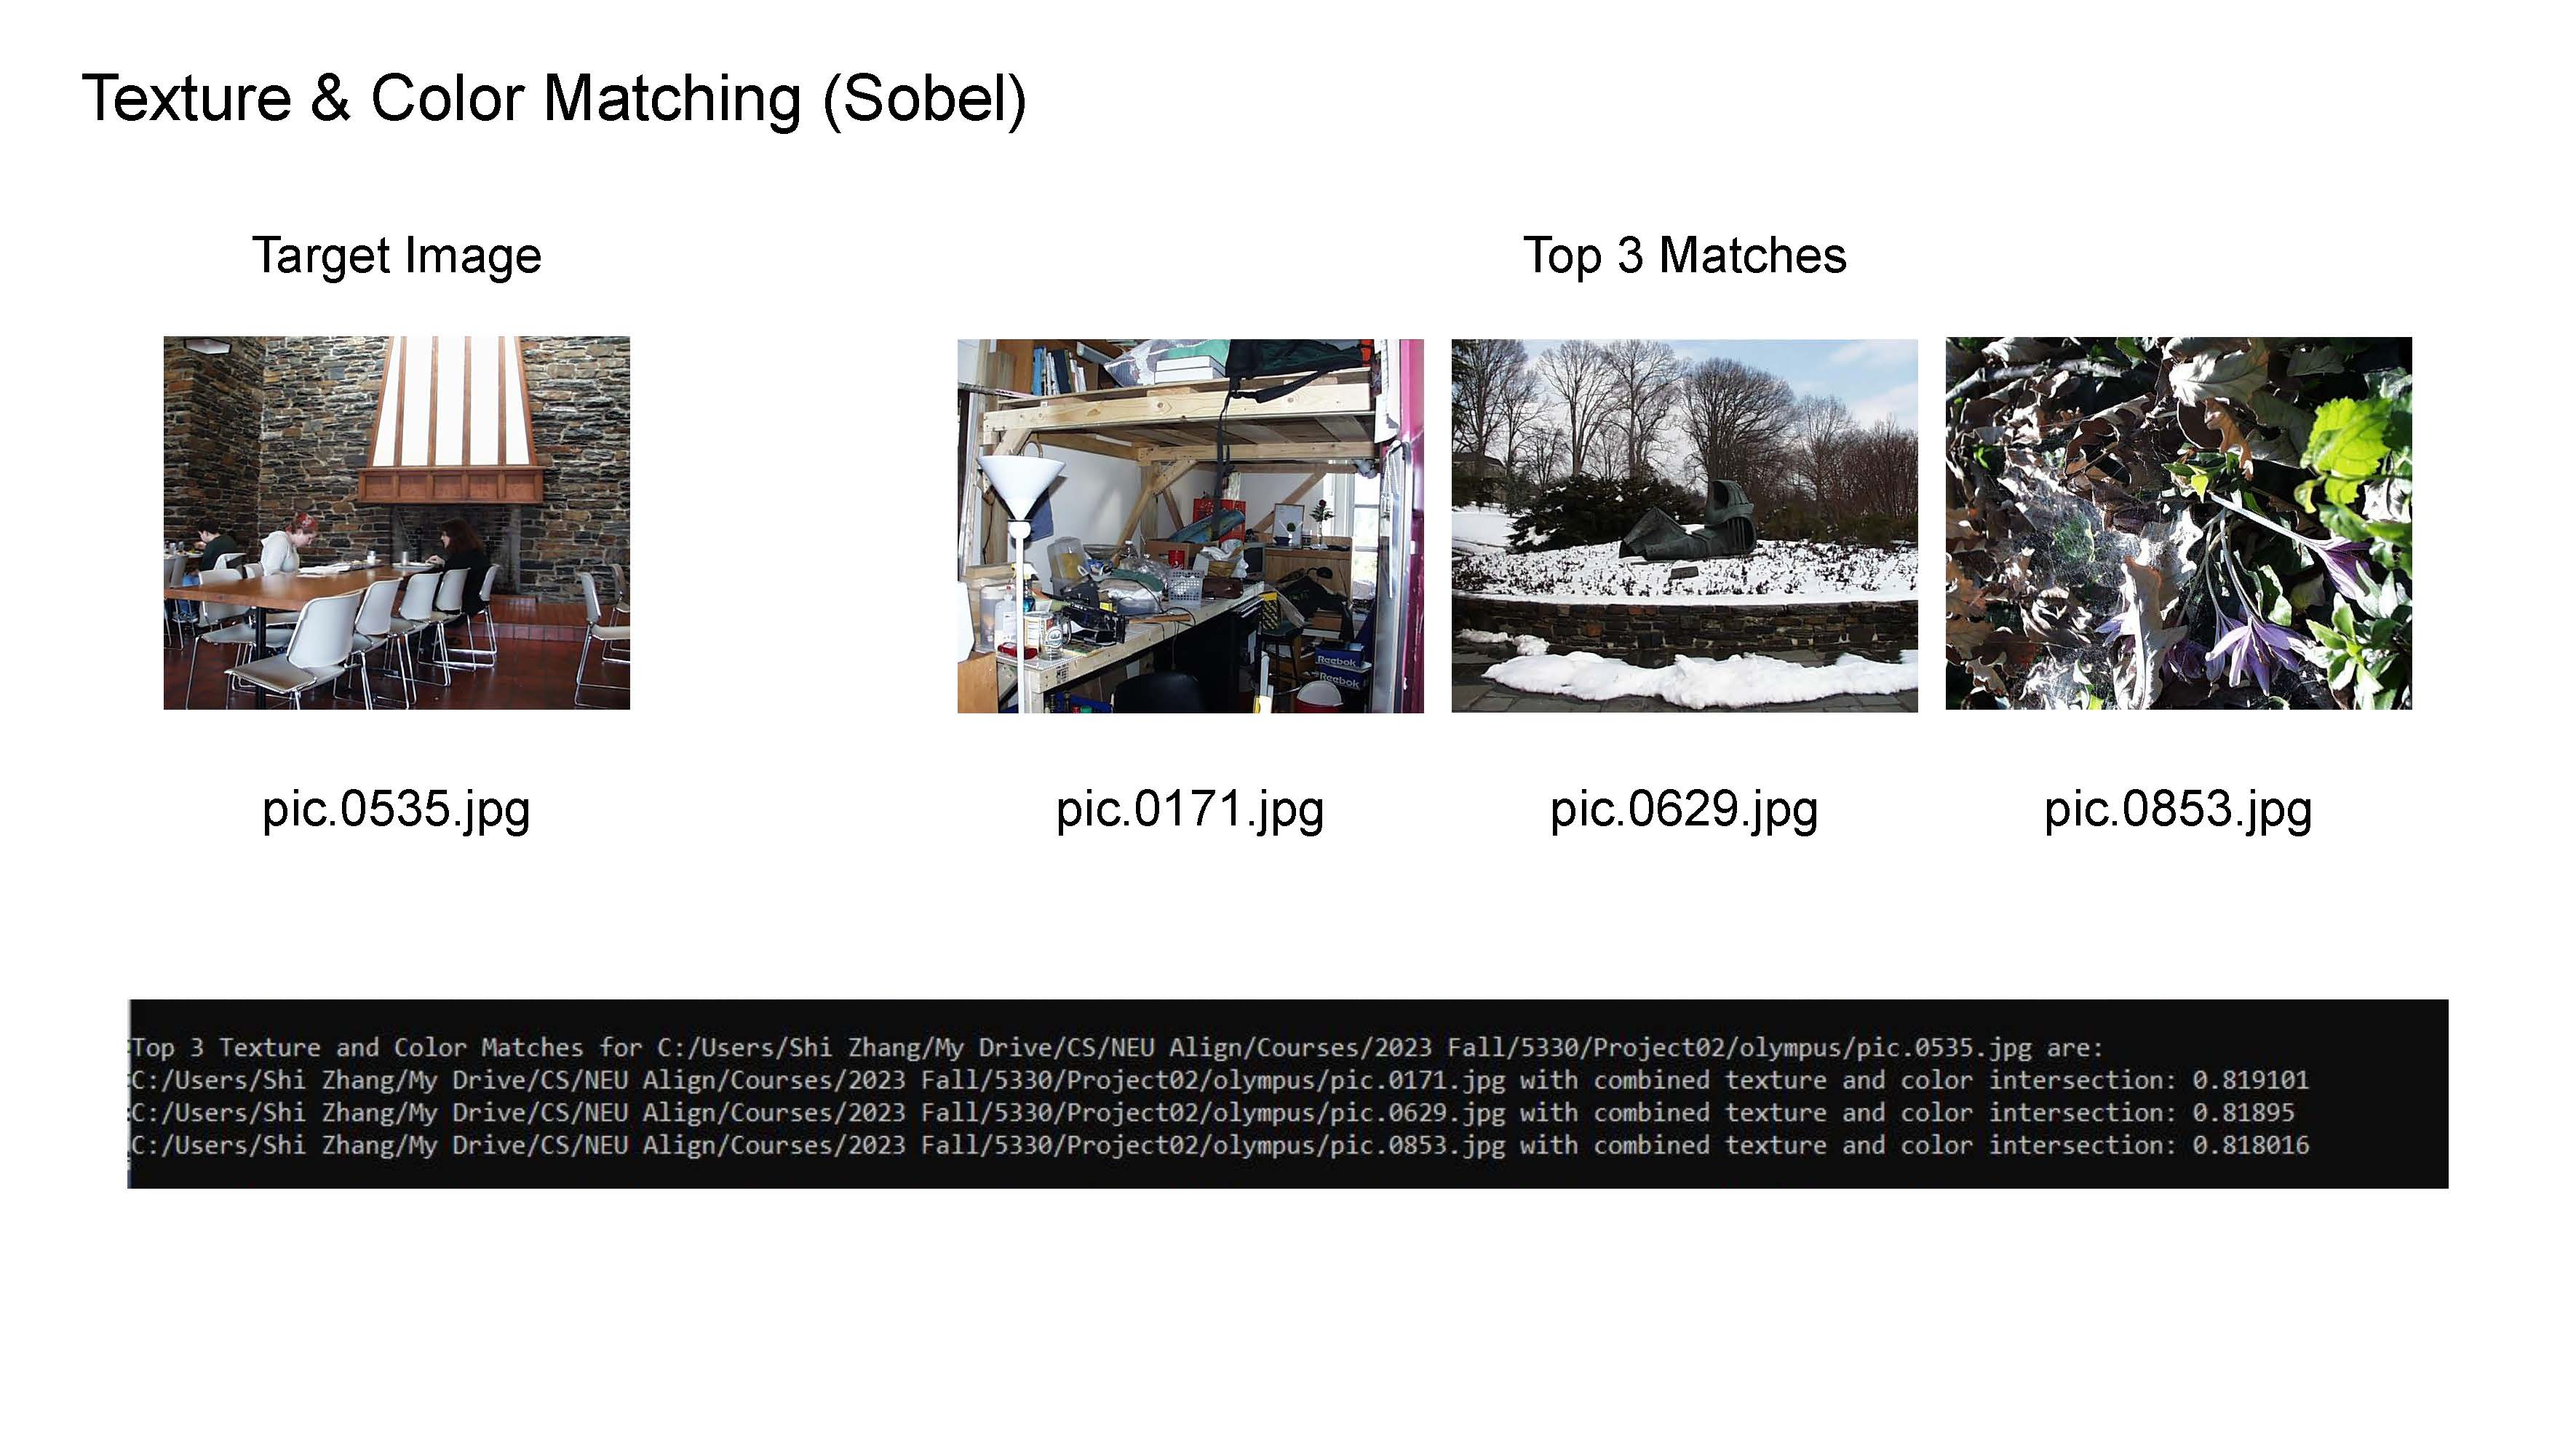 Texture & Color Matching (Sobel)
Target Image
Top 3 Matches
Reebok
Reebok
pic.0535.jpg
pic.0171.jpg
pic.0629.jpg
pic.0853.jpg
Top 3 Texture and Color Matches for C:/Users/Shi Zhang/My Drive/CS/NEU Align/Courses/2023 Fall/5330/Project02/olympus/pic.0535.jpg are:
C:/Users/Shi Zhang/My Drive/CS/NEU Align/Courses/2023 Fall/5330/Project02/olympus/pic.0171.jpg with combined texture and color intersection: 0.819101
C:/Users/Shi Zhang/My Drive/CS/NEU Align/Courses/2023 Fall/5330/Project02/olympus/pic.0629.jpg with combined texture and color intersection: 0.81895
C:/Users/Shi Zhang/My Drive/CS/NEU Align/Courses/2023 Fall/5330/Project02/olympus/pic.0853.jpg with combined texture and color intersection: 0.818016